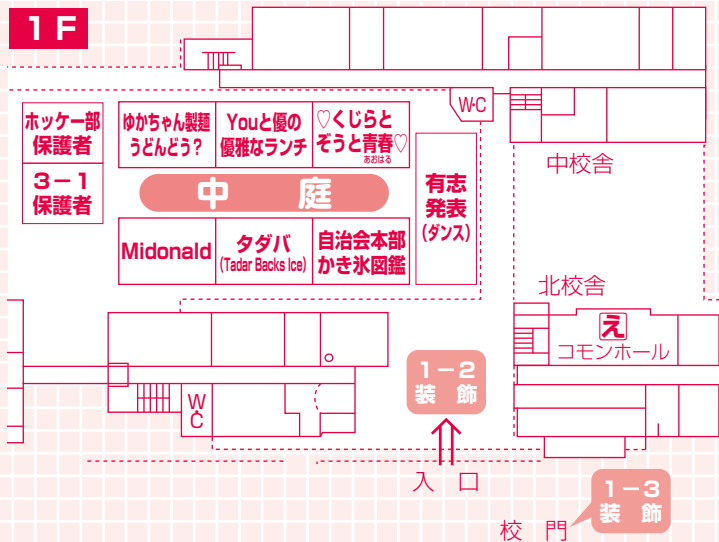 1F
W・C
ホッケー部
保護者
3−1
保護者
ゆかちゃん製麺
うどんどう？
Youと優の
優雅なランチ
♡くじらと
ぞうと青春♡
あおはる
中庭
有志
発表
(ダンス)
Midonald
タダバ
(Tadar Backs Ice)
自治会本部
かき氷図鑑
中校舎
北校舎
え
コモンホール
1−2
装飾
W
C
入口
1−3
装飾
校門